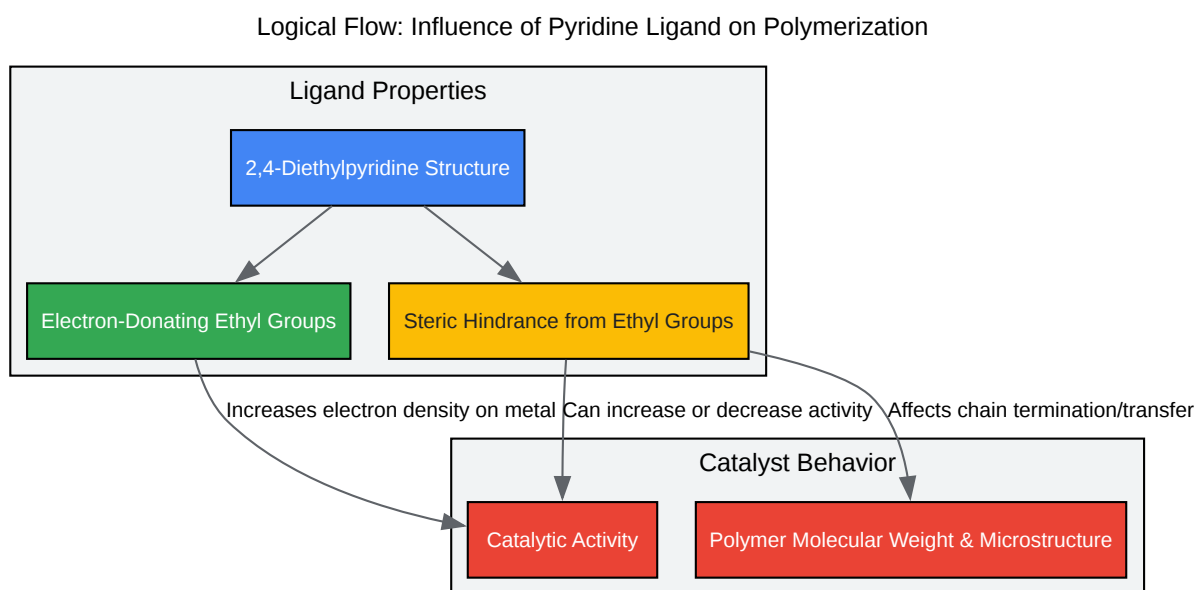 Logical Flow: Influence of Pyridine Ligand on Polymerization
Ligand Properties
2,4-Diethylpyridine Structure
Electron-Donating Ethyl Groups
Steric Hindrance from Ethyl Groups
Increases electron density on metal
Can increase or decrease activity
Affects chain termination/transfer
Catalyst Behavior
Catalytic Activity
Polymer Molecular Weight & Microstructure